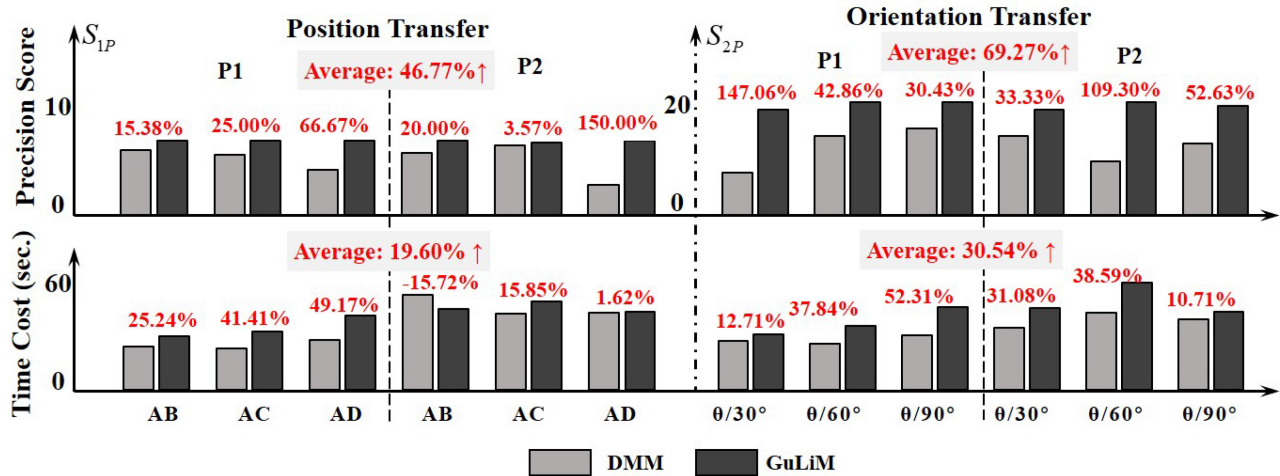 Position Transfer
Orientation Transfer
S1P
S2P
Precision Score
P1
Average: 46.77%↑
P2
P1
Average: 69.27%↑
P2
10
0
15.38%
25.00%
66.67%
20.00%
3.57%
150.00%
20
0
147.06%
42.86%
30.43%
33.33%
109.30%
52.63%
Time Cost (sec.)
60
0
Average: 19.60% ↑
Average: 30.54% ↑
25.24%
41.41%
49.17%
-15.72%
15.85%
1.62%
12.71%
37.84%
52.31%
31.08%
38.59%
10.71%
AB
AC
AD
AB
AC
AD
θ/30°
θ/60°
θ/90°
θ/30°
θ/60°
θ/90°
DMM
GuLiM